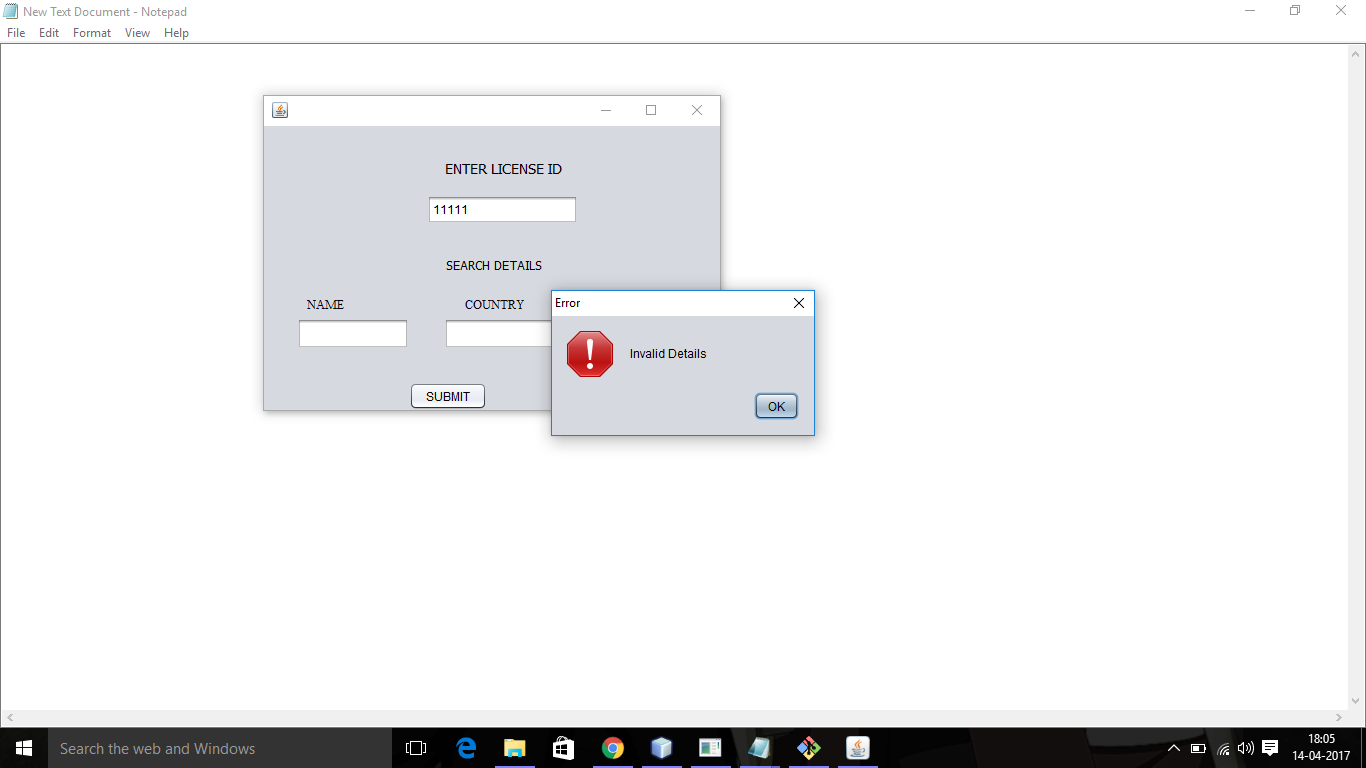 New Text Document - Notepad
File Edit Format View Help
ENTER LICENSE ID
11111
SEARCH DETAILS
NAME COUNTRY
Error
Invalid Details
OK
SUBMIT
Search the web and Windows
18:05
14-04-2017